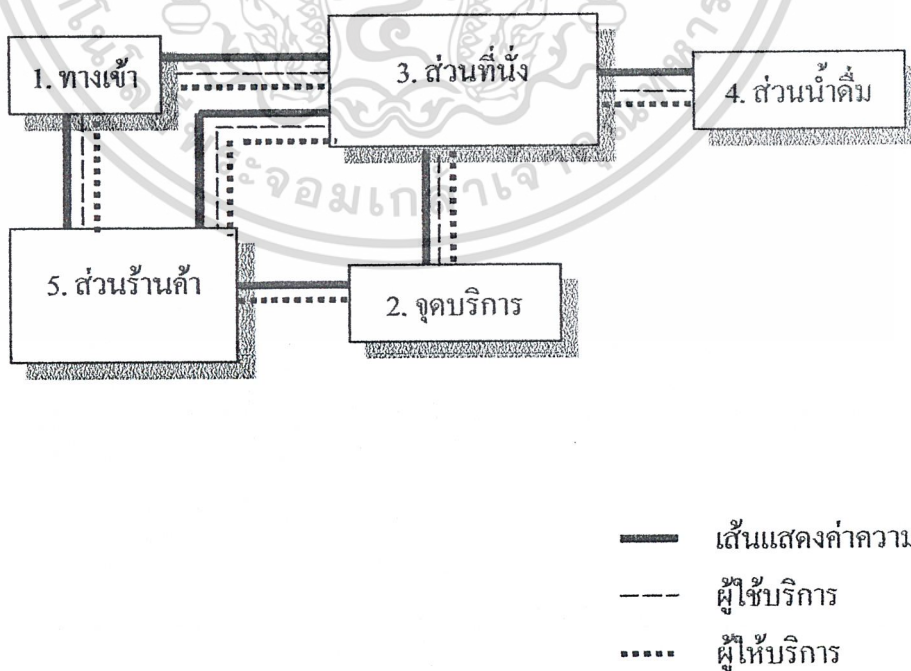 1. ทางเข้า
3. ส่วนที่นั่ง
4. ส่วนน้ำดื่ม
5. ส่วนร้านค้า
2. จุดบริการ
เส้นแสดงค่าความ
ผู้ใช้บริการ
ผู้ให้บริการ